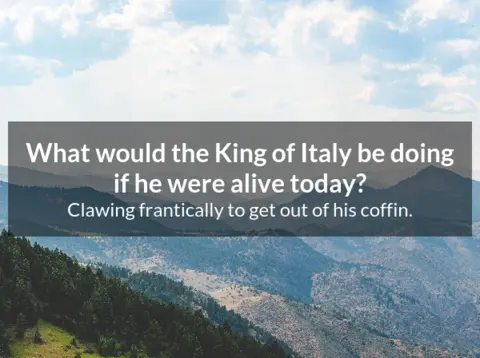 What would the King of Italy be doing
if he were alive today?
Clawing frantically to get out of his coffin.